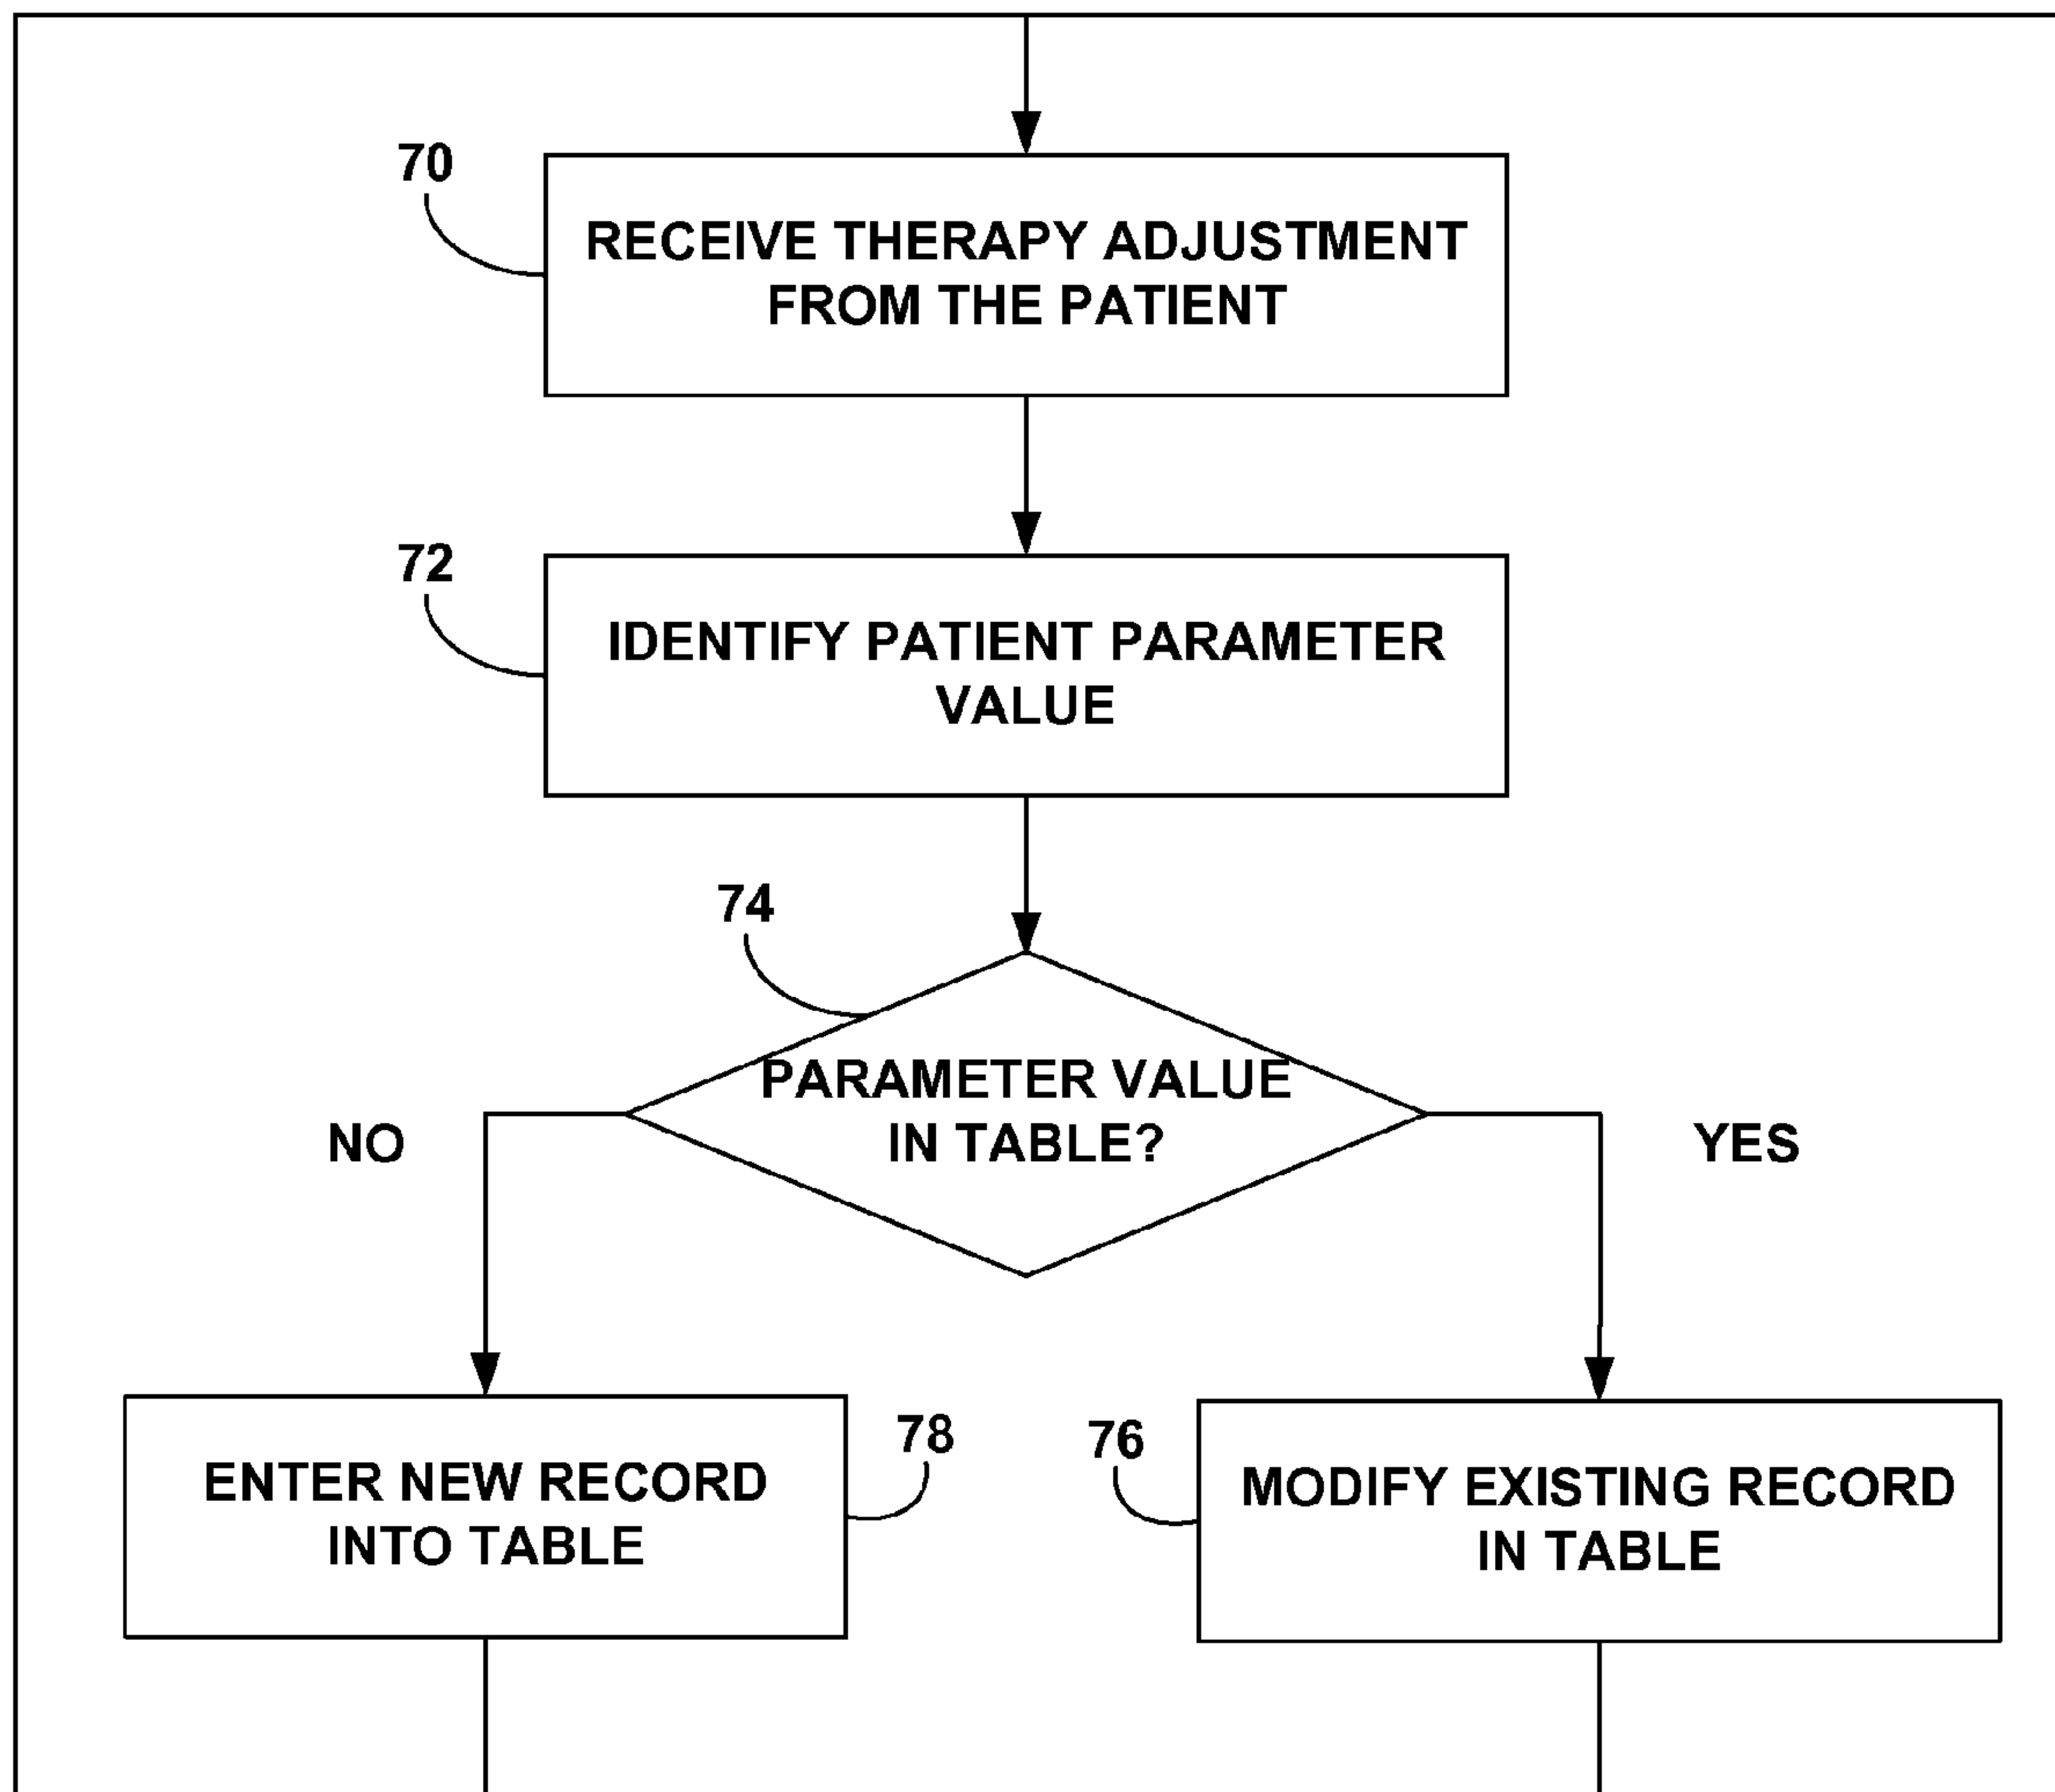 70
RECEIVE THERAPY ADJUSTMENT
FROM THE PATIENT
72
IDENTIFY PATIENT PARAMETER
VALUE
74
PARAMETER VALUE
IN TABLE?
NO
YES
78
ENTER NEW RECORD
INTO TABLE
76
MODIFY EXISTING RECORD
IN TABLE